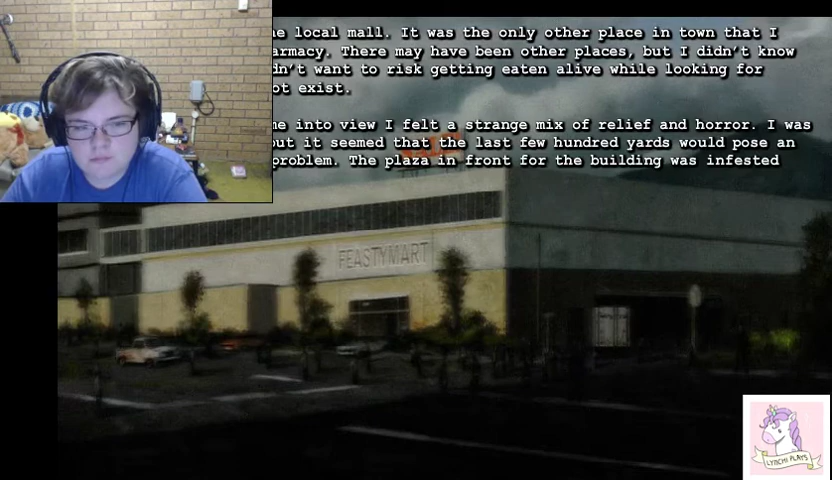 e local mall. It was the only other place in town that I
armacy. There may have been other places, but I didn't know
dn't want to risk getting eaten alive while looking for
ot exist.
me into view I felt a strange mix of relief and horror. I was
out it seemed that the last few hundred yards would pose an
problem. The plaza in front for the building was infested
FEASTYMART
LYNCHI PLAYS